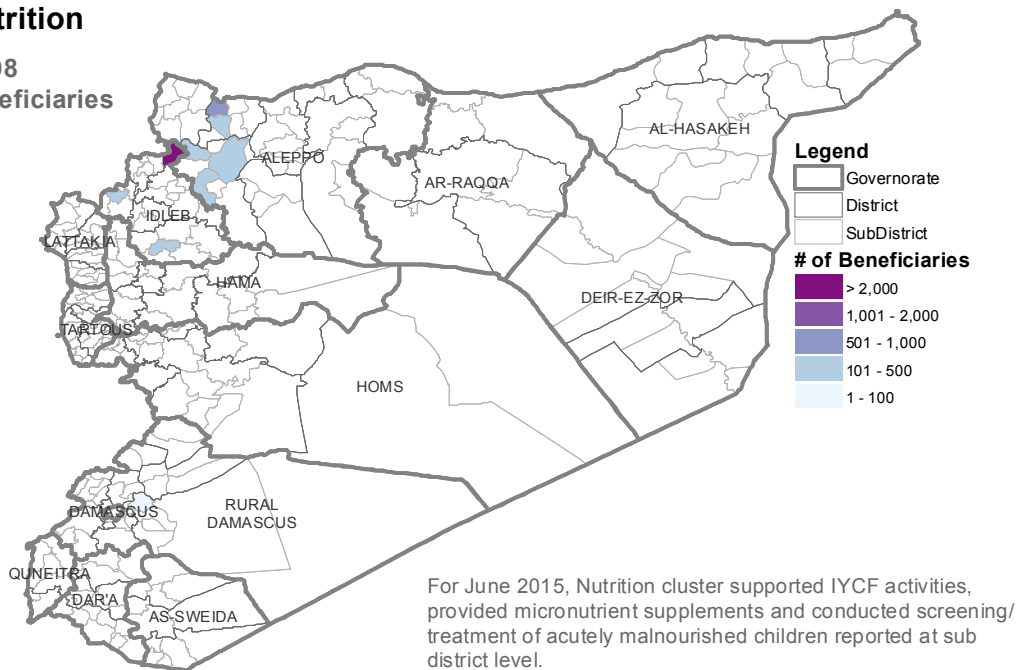 trition
98
eficiaries
AL-HASAKEH
ALEPPO
AR-RAQQA
IDLEB
LATTAKIA
HAMA
DEIR-EZ-ZOR
TARTOUS
HOMS
DAMASCUS
RURAL
DAMASCUS
QUNEITRA
DAR'A
AS-SWEIDA
Legend
Governorate
District
SubDistrict
# of Beneficiaries
> 2,000
1,001 - 2,000
501 - 1,000
101 - 500
1 - 100
For June 2015, Nutrition cluster supported IYCF activities,
provided micronutrient supplements and conducted screening/
treatment of acutely malnourished children reported at sub
district level.